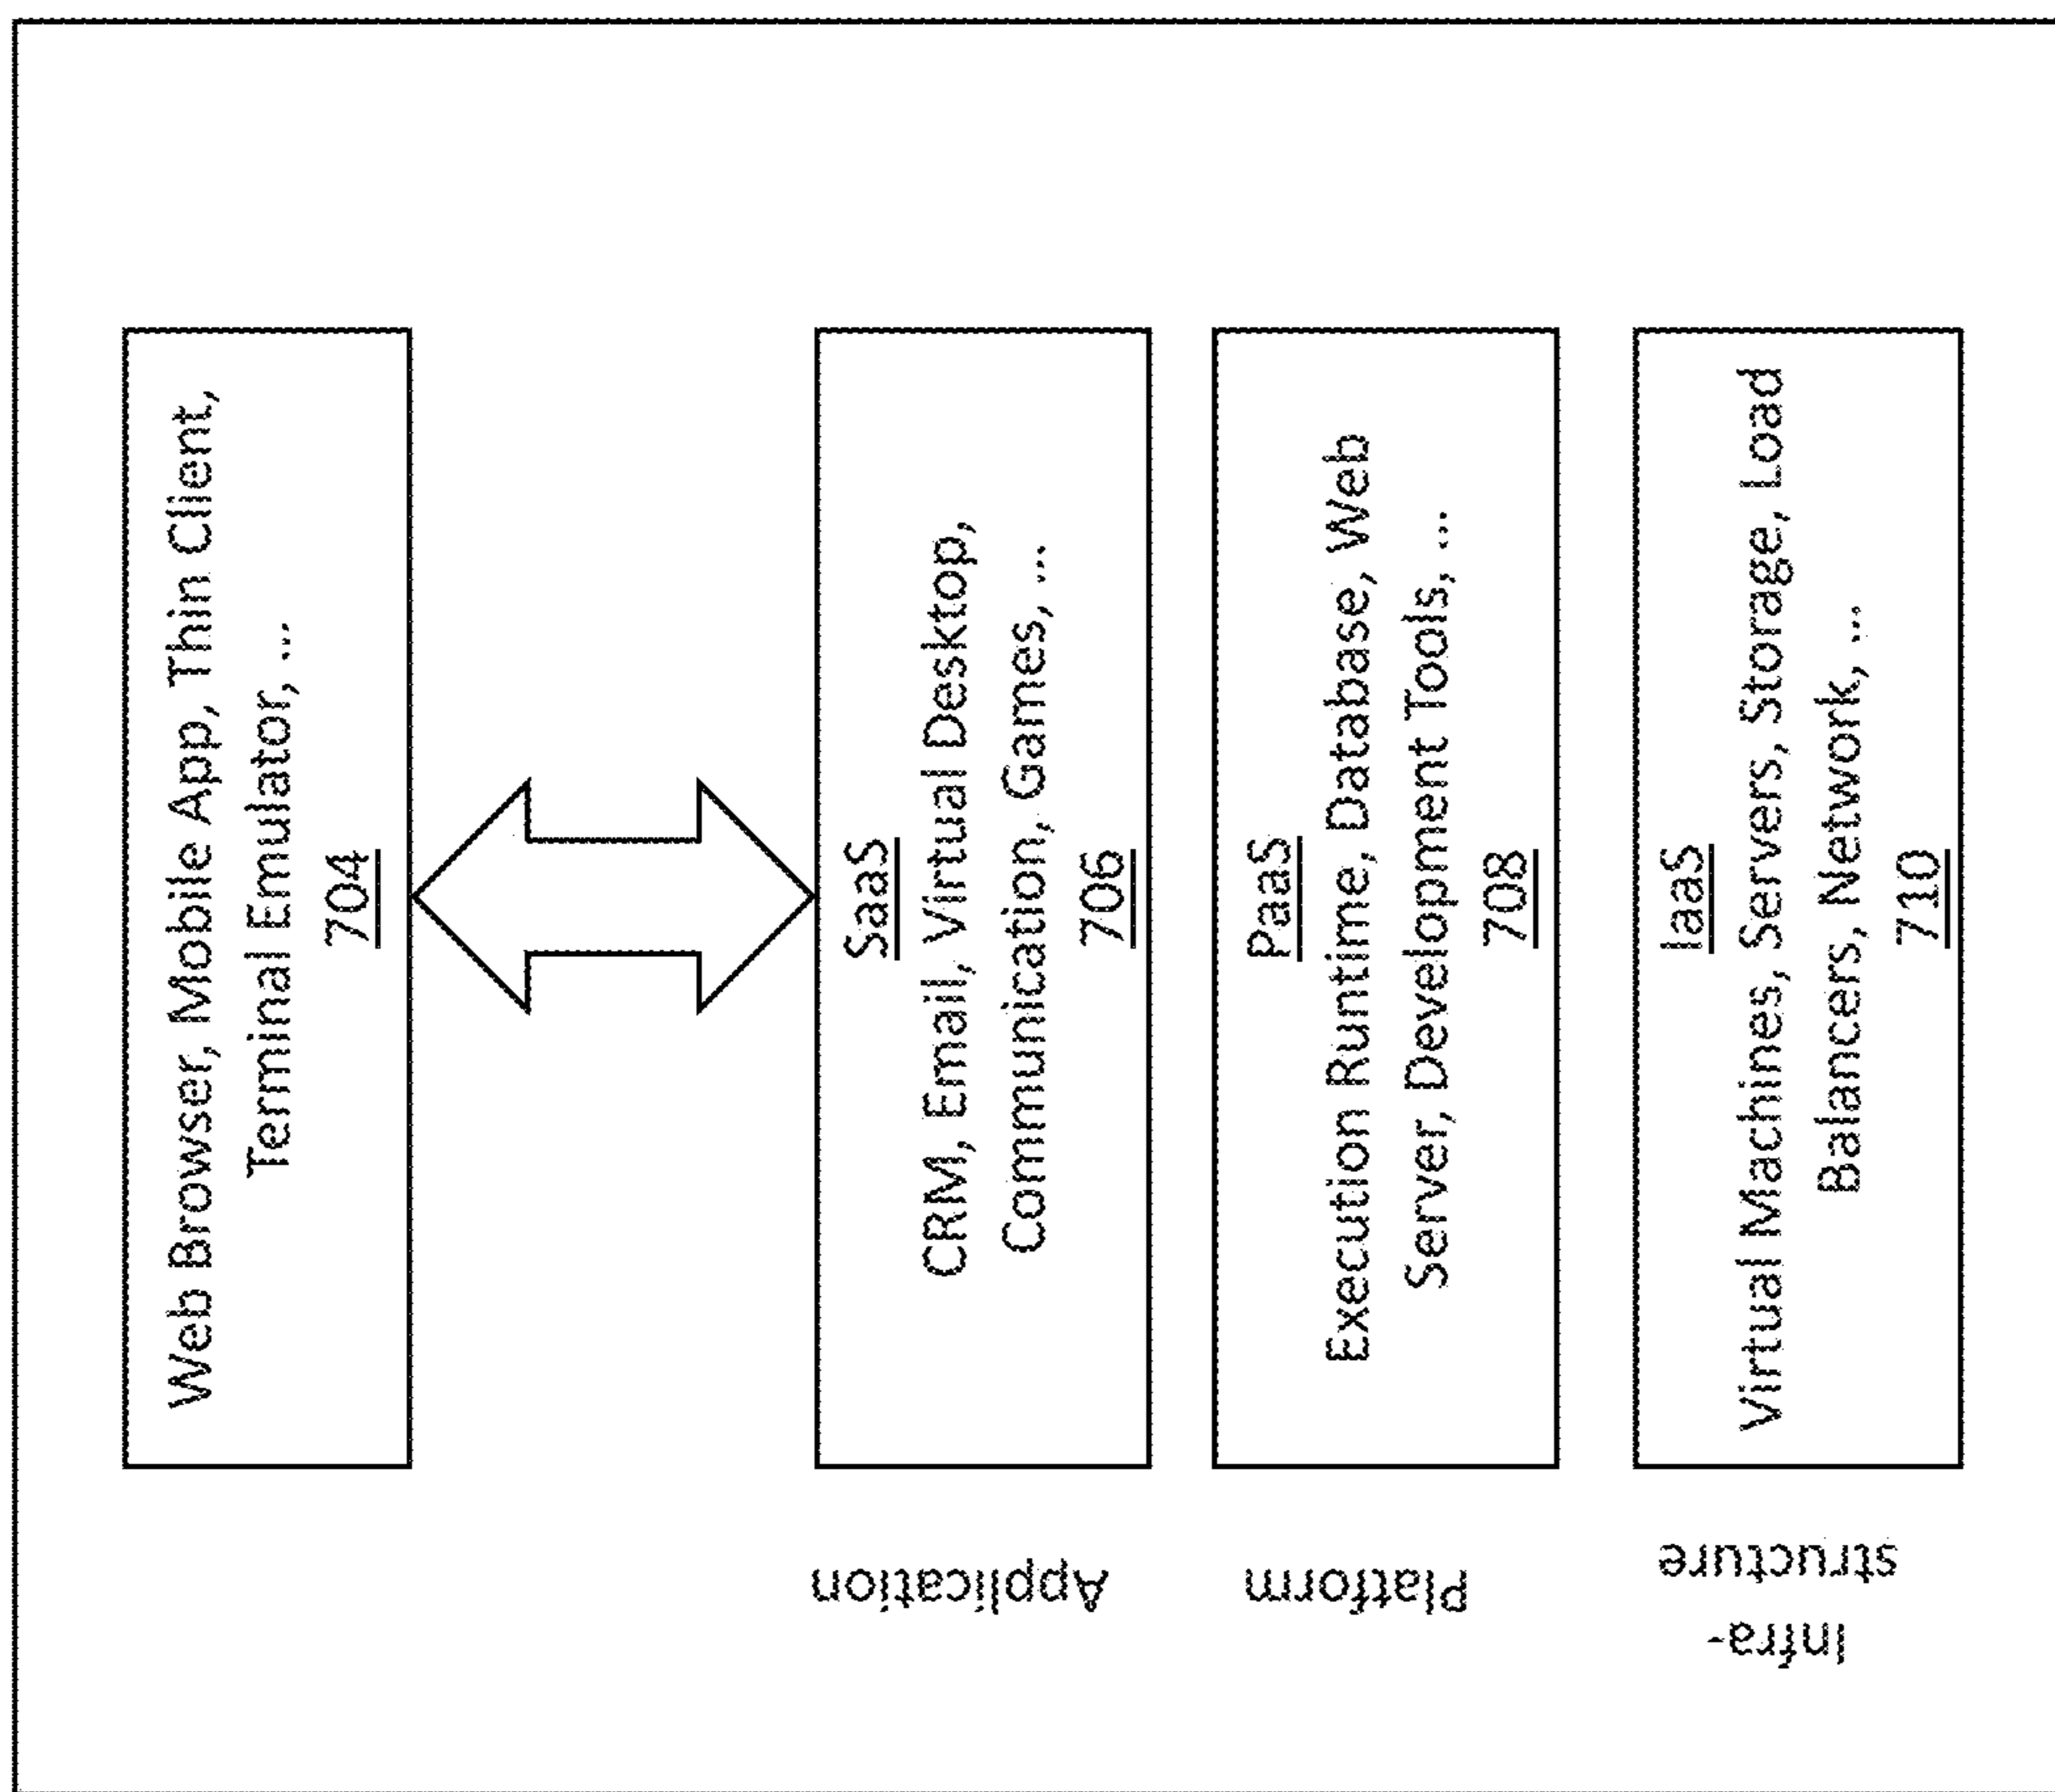 Web Browser, Mobile App, Thin Client,
Terminal Emulator, ...
704
Application
SaaS
CRM, Email, Virtual Desktop,
Communication, Games, ...
706
Platform
PaaS
Execution Runtime, Database, Web
Server, Development Tools, ...
708
Infra-
structure
IaaS
Virtual Machines, Servers, Storage, Load
Balancers, Network, ...
710